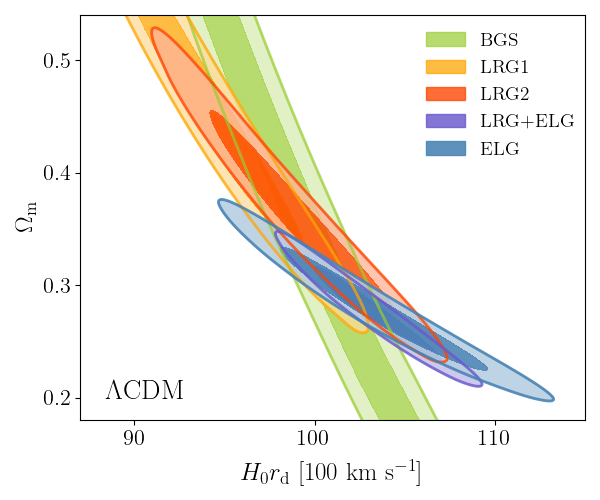 BGS
LRG1
LRG2
LRG+ELG
ELG
0.5
0.4
0.3
0.2
Ωm
ΛCDM
90 100 110
H0rd [100 km s−1]